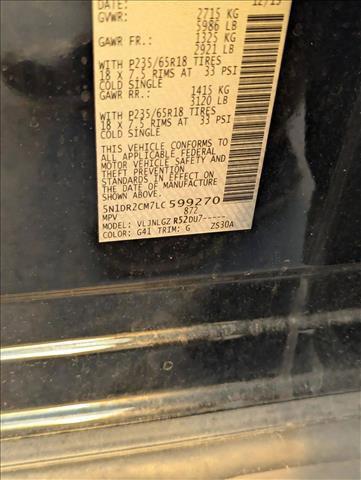 DATE: 12/19
GVWR: 2715 KG
5986 LB
GAWR FR.: 1325 KG
2921 LB
WITH P235/65R18 TIRES
18 X 7.5 RIMS AT 33 PSI
COLD SINGLE
GAWR RR.: 1415 KG
3120 LB
WITH P235/65R18 TIRES
18 X 7.5 RIMS AT 33 PSI
COLD SINGLE
THIS VEHICLE CONFORMS TO
ALL APPLICABLE FEDERAL
MOTOR VEHICLE SAFETY AND
THEFT PREVENTION
STANDARDS IN EFFECT ON
THE DATE OF MANUFACTURE
SHOWN ABOVE.
5N1DR2CM7LC599270
MPV 872
MODEL: VLJNLGZ R52DU7-----
COLOR: G41 TRIM: G ZS30A